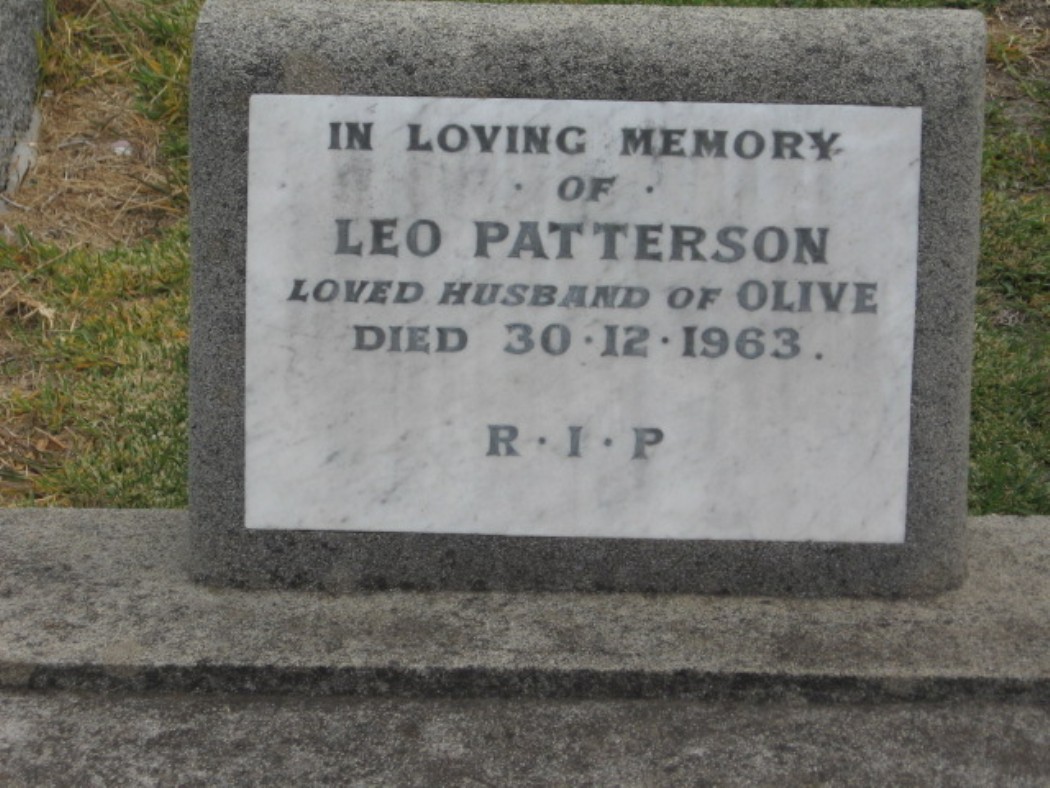 IN LOVING MEMORY
· OF ·
LEO PATTERSON
LOVED HUSBAND OF OLIVE
DIED 30·12·1963.
R·I·P